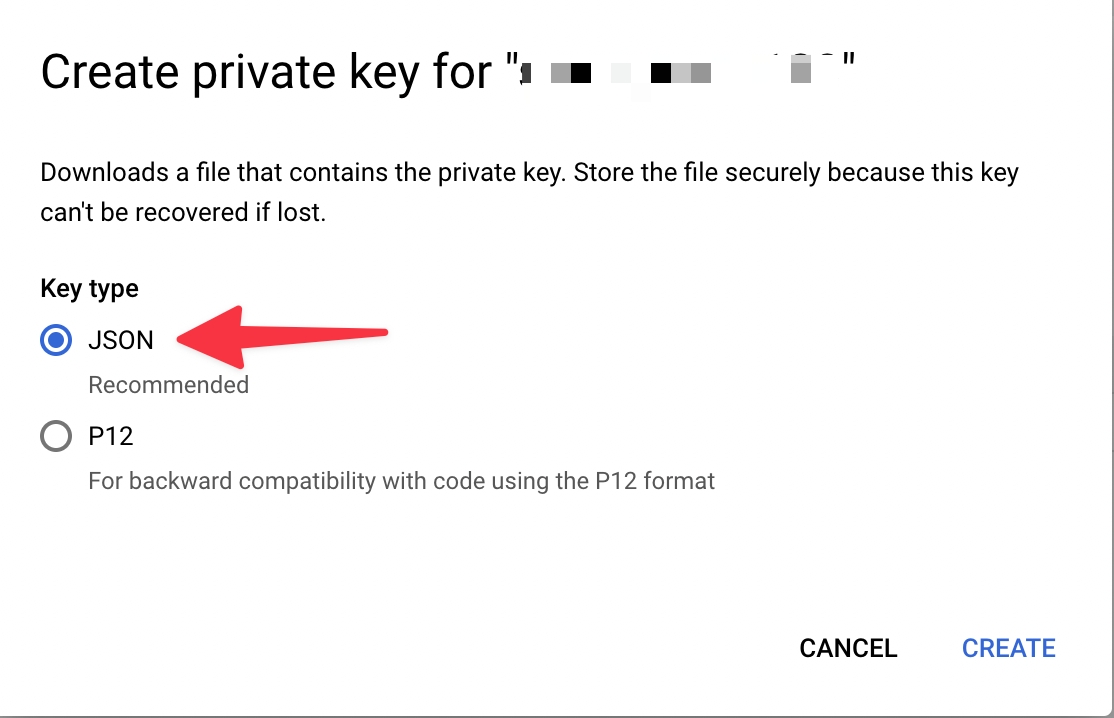 Create private key for " "
Downloads a file that contains the private key. Store the file securely because this key
can't be recovered if lost.
Key type
JSON
Recommended
P12
For backward compatibility with code using the P12 format
CANCEL
CREATE